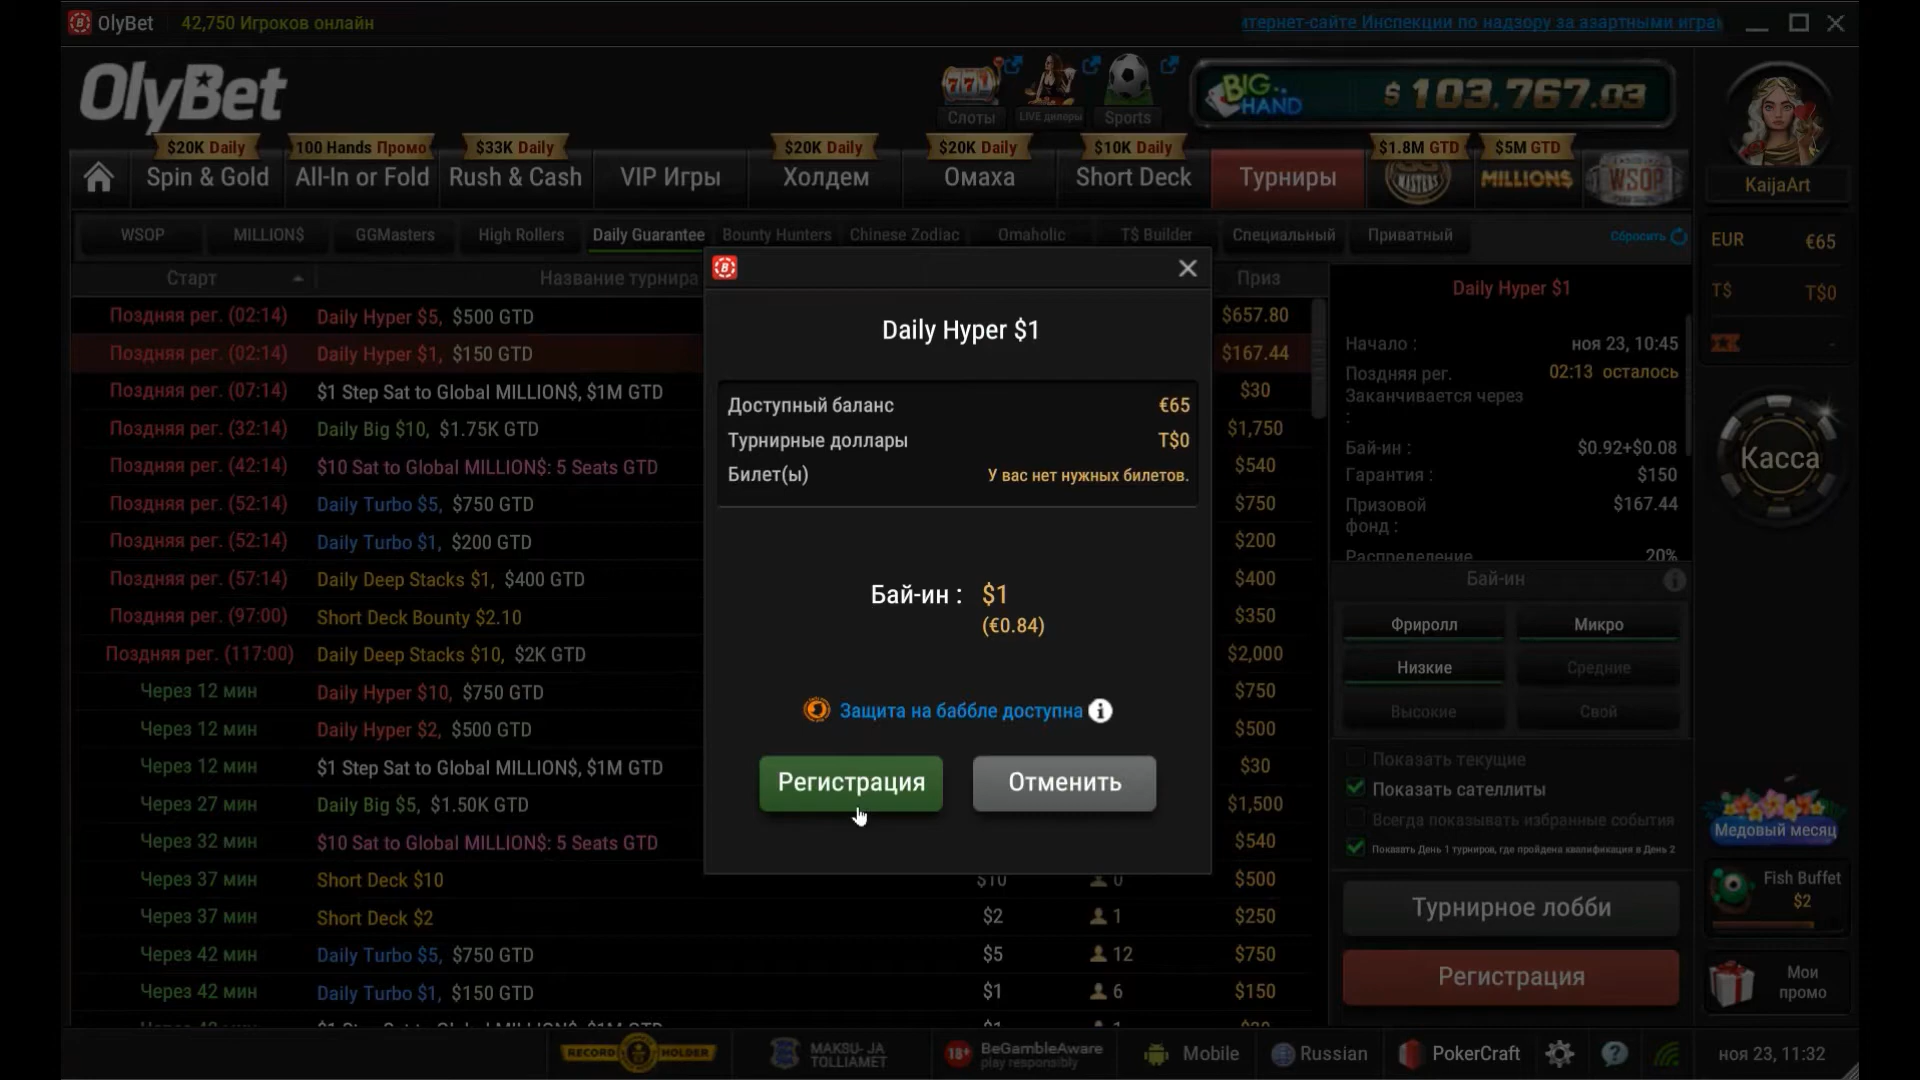 OlyBet
42,750 Игроков онлайн
тернет-сайте Инспекции по надзору за азартными игра
OlyBet
Слоты
LIVE дилеры
Sports
BIG HAND
$ 103,767.03
$20K Daily
100 Hands Промо
$33K Daily
$20K Daily
$20K Daily
$10K Daily
$1.8M GTD
$5M GTD
Spin & Gold
All-In or Fold
Rush & Cash
VIP Игры
Холдем
Омаха
Short Deck
Турниры
MASTERS
MILLION$
WSOP
KaijaArt
WSOP
MILLION$
GGMasters
High Rollers
Daily Guarantee
Bounty Hunters
Chinese Zodiac
Omaholic
T$ Builder
Специальный
Приватный
Сбросить
EUR €65
T$ T$0
-
Старт
Название турнира
Приз
Поздняя рег. (02:14) Daily Hyper $5, $500 GTD $657.80
Поздняя рег. (02:14) Daily Hyper $1, $150 GTD $167.44
Поздняя рег. (07:14) $1 Step Sat to Global MILLION$, $1M GTD $30
Поздняя рег. (32:14) Daily Big $10, $1.75K GTD $1,750
Поздняя рег. (42:14) $10 Sat to Global MILLION$: 5 Seats GTD $540
Поздняя рег. (52:14) Daily Turbo $5, $750 GTD $750
Поздняя рег. (52:14) Daily Turbo $1, $200 GTD $200
Поздняя рег. (57:14) Daily Deep Stacks $1, $400 GTD $400
Поздняя рег. (97:00) Short Deck Bounty $2.10 $350
Поздняя рег. (117:00) Daily Deep Stacks $10, $2K GTD $2,000
Через 12 мин Daily Hyper $10, $750 GTD $750
Через 12 мин Daily Hyper $2, $500 GTD $500
Через 12 мин $1 Step Sat to Global MILLION$, $1M GTD $30
Через 27 мин Daily Big $5, $1.50K GTD $1,500
Через 32 мин $10 Sat to Global MILLION$: 5 Seats GTD $540
Через 37 мин Short Deck $10 $10 0 $500
Через 37 мин Short Deck $2 $2 1 $250
Через 42 мин Daily Turbo $5, $750 GTD $5 12 $750
Через 42 мин Daily Turbo $1, $150 GTD $1 6 $150
Daily Hyper $1
Доступный баланс €65
Турнирные доллары T$0
Билет(ы) У вас нет нужных билетов.
Бай-ин : $1
(€0.84)
Защита на баббле доступна
Регистрация
Отменить
Daily Hyper $1
Начало : ноя 23, 10:45
Поздняя рег. 02:13 осталось
Заканчивается через
:
Бай-ин : $0.92+$0.08
Гарантия : $150
Призовой $167.44
фонд :
Распределение 20%
Бай-ин
Фриролл
Микро
Низкие
Средние
Высокие
Свой
Показать текущие
Показать сателлиты
Всегда показывать избранные события
Показать День 1 турниров, где пройдена квалификация в День 2
Турнирное лобби
Регистрация
Касса
Медовый месяц
Fish Buffet
$2
Мои
промо
RECORD HOLDER
MAKSU- JA
TOLLIAMET
18+
BeGambleAware
play responsibly
Mobile
Russian
PokerCraft
ноя 23, 11:32